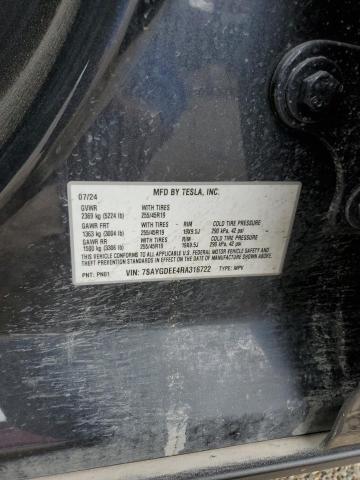 MFD BY TESLA, INC.
07/24
GVWR WITH TIRES
2369 kg (5224 lb) 255/45R19
GAWR FRT WITH TIRES RIM COLD TIRE PRESSURE
1363 kg (3004 lb) 255/45R19 19X9.5J 290 kPa, 42 psi
GAWR RR WITH TIRES RIM COLD TIRE PRESSURE
1500 kg (3306 lb) 255/45R19 19X9.5J 290 kPa, 42 psi
THIS VEHICLE CONFORMS TO ALL APPLICABLE U.S. FEDERAL MOTOR VEHICLE SAFETY AND
THEFT PREVENTION STANDARDS IN EFFECT ON THE DATE OF MANUFACTURE SHOWN
ABOVE.
PNT: PN01 VIN: 7SAYGDEE4RA316722 TYPE: MPV